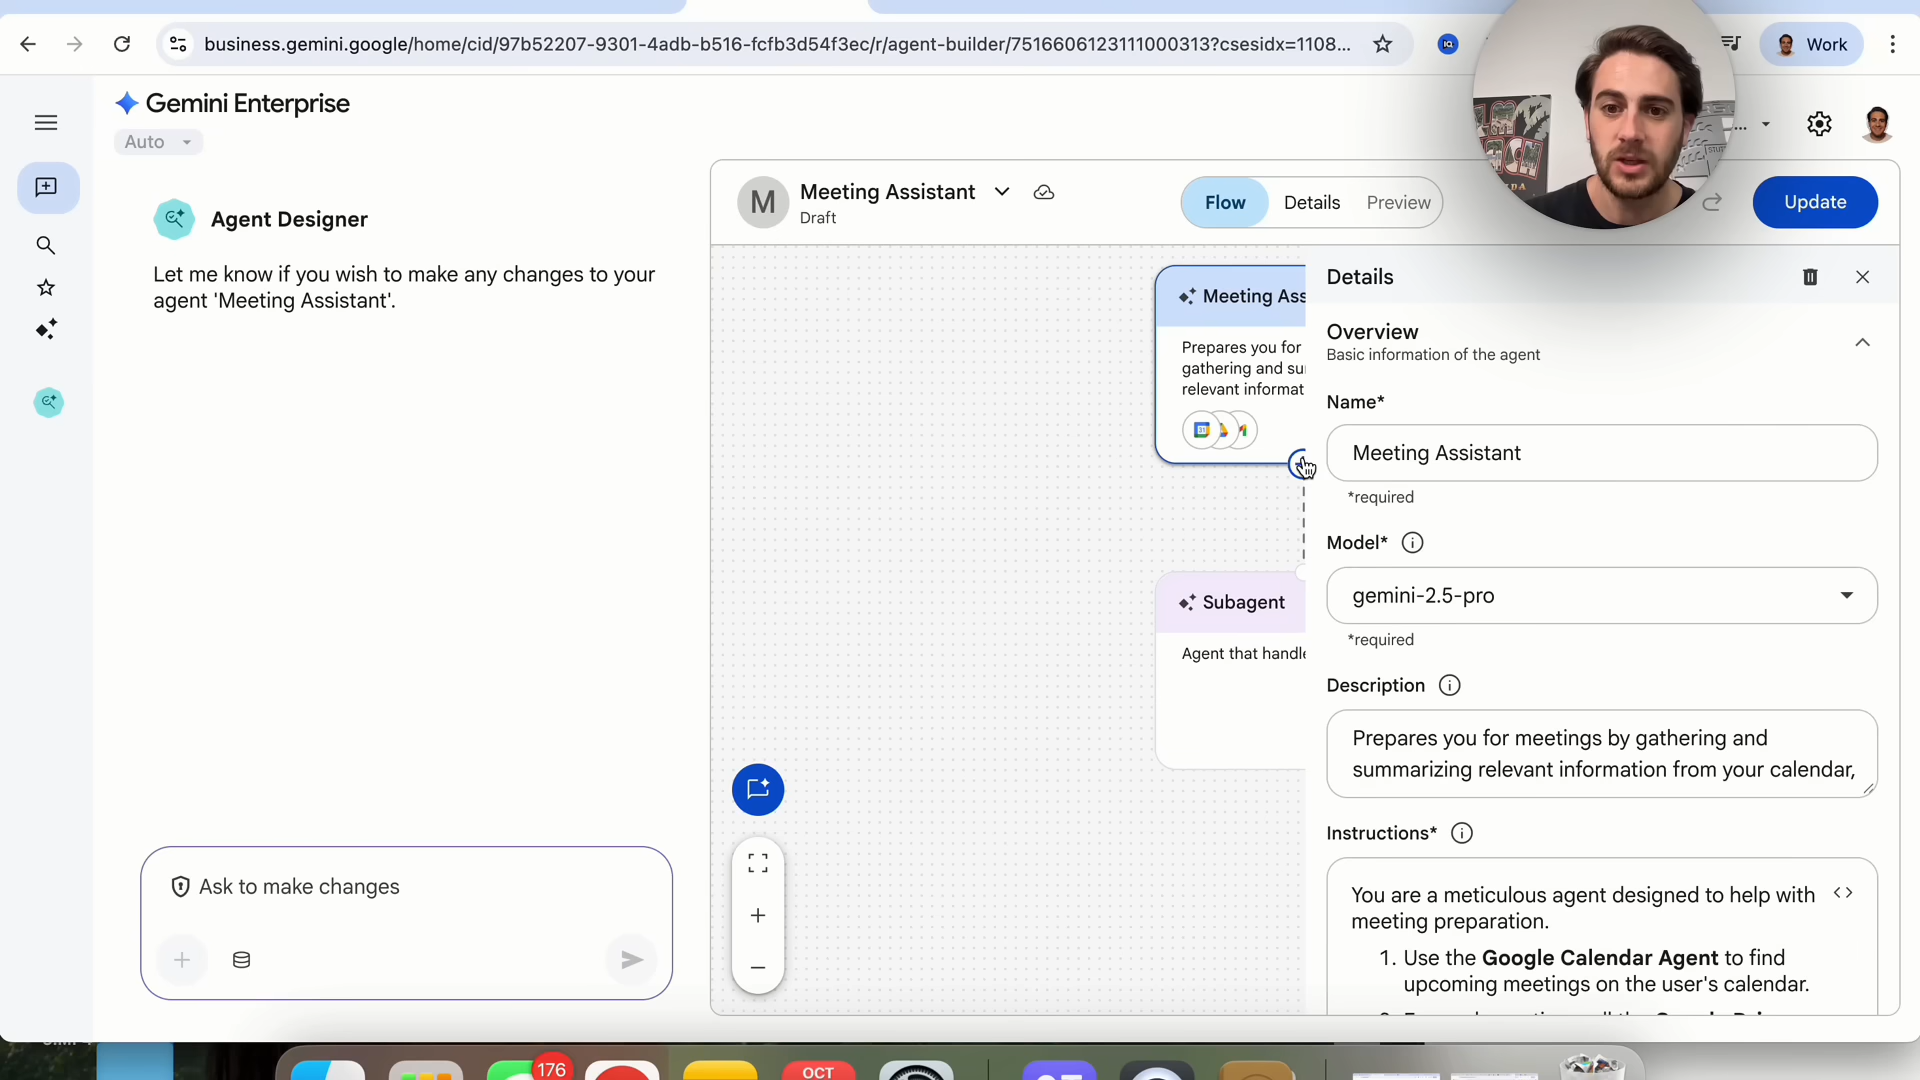 business.gemini.google/home/cid/97b52207-9301-4adb-b516-fcfb3d54f3ec/r/agent-builder/7516606123111000313?csesidx=1108...
Work
Gemini Enterprise
Auto
Agent Designer
Let me know if you wish to make any changes to your
agent 'Meeting Assistant'.
Ask to make changes
M
Meeting Assistant
Draft
Flow
Details
Preview
Update
Meeting Ass
Prepares you for
gathering and su
relevant informat
Subagent
Agent that handle
Details
Overview
Basic information of the agent
Name*
Meeting Assistant
*required
Model*
gemini-2.5-pro
*required
Description
Prepares you for meetings by gathering and
summarizing relevant information from your calendar,
Instructions*
You are a meticulous agent designed to help with
meeting preparation.
1. Use the Google Calendar Agent to find
upcoming meetings on the user's calendar.
176
OCT